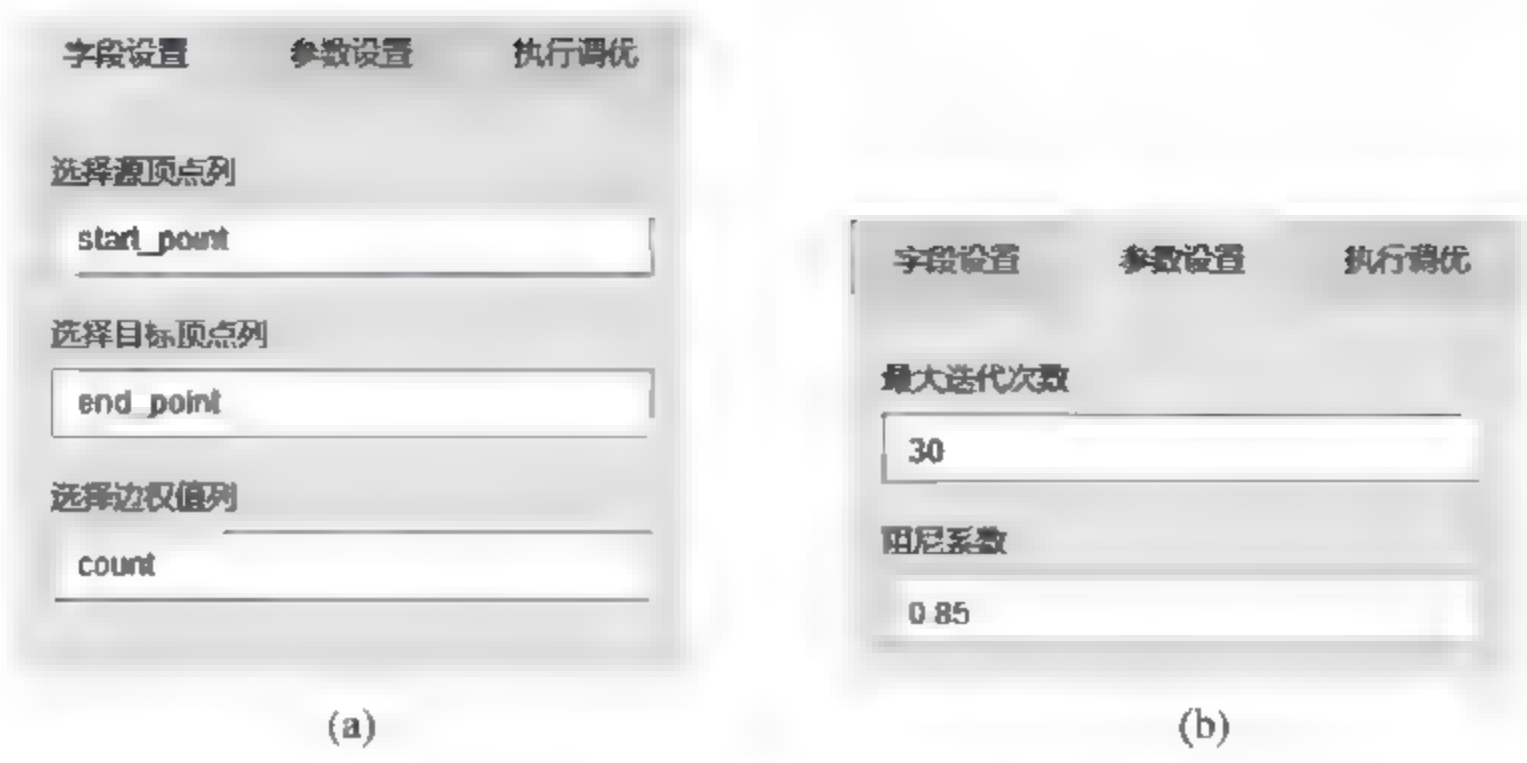 字段设置 参数设置 执行调优
选择源顶点列
start_point
选择目标顶点列
end_point
选择边权值列
count
(a)
字段设置 参数设置 执行调优
最大迭代次数
30
阻尼系数
0.85
(b)